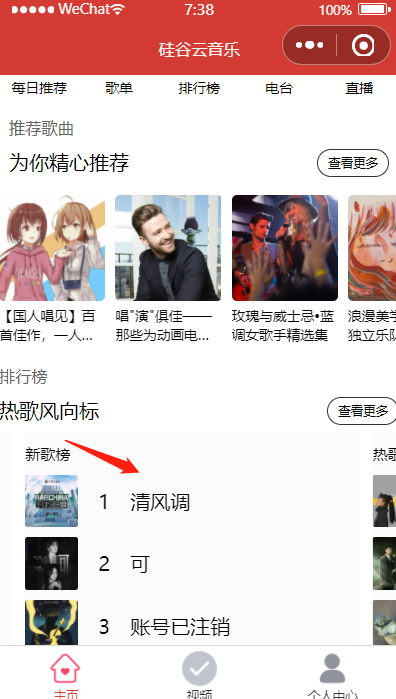 WeChat
7:38
100%
硅谷云音乐
每日推荐 歌单 排行榜 电台 直播
推荐歌曲
为你精心推荐
查看更多
【国人唱见】百
首佳作，一人...
唱"演"俱佳——
那些为动画电...
玫瑰与威士忌•蓝
调女歌手精选集
浪漫美学
独立乐队
排行榜
热歌风向标
查看更多
新歌榜
热歌
1 清风调
2 可
3 账号已注销
主页 视频 个人中心